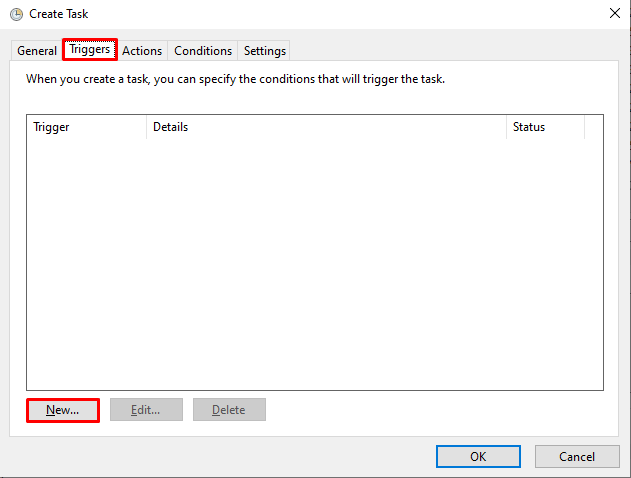 Create Task
General Triggers Actions Conditions Settings
When you create a task, you can specify the conditions that will trigger the task.
Trigger Details Status
New... Edit... Delete
OK Cancel